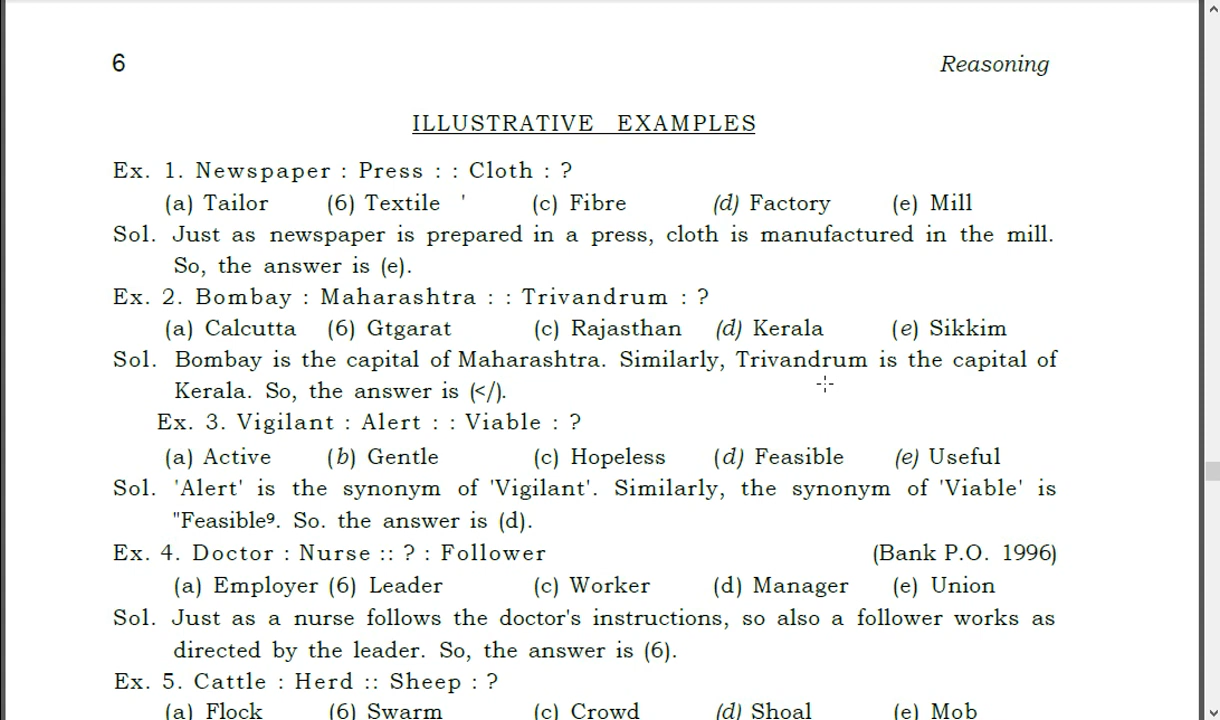 6 Reasoning
ILLUSTRATIVE EXAMPLES
Ex. 1. Newspaper : Press : : Cloth : ?
(a) Tailor (6) Textile ' (c) Fibre (d) Factory (e) Mill
Sol. Just as newspaper is prepared in a press, cloth is manufactured in the mill.
So, the answer is (e).
Ex. 2. Bombay : Maharashtra : : Trivandrum : ?
(a) Calcutta (6) Gtgarat (c) Rajasthan (d) Kerala (e) Sikkim
Sol. Bombay is the capital of Maharashtra. Similarly, Trivandrum is the capital of
Kerala. So, the answer is (</).
Ex. 3. Vigilant : Alert : : Viable : ?
(a) Active (b) Gentle (c) Hopeless (d) Feasible (e) Useful
Sol. 'Alert' is the synonym of 'Vigilant'. Similarly, the synonym of 'Viable' is
"Feasible⁹. So. the answer is (d).
Ex. 4. Doctor : Nurse :: ? : Follower (Bank P.O. 1996)
(a) Employer (6) Leader (c) Worker (d) Manager (e) Union
Sol. Just as a nurse follows the doctor's instructions, so also a follower works as
directed by the leader. So, the answer is (6).
Ex. 5. Cattle : Herd :: Sheep : ?
(a) Flock (6) Swarm (c) Crowd (d) Shoal (e) Mob